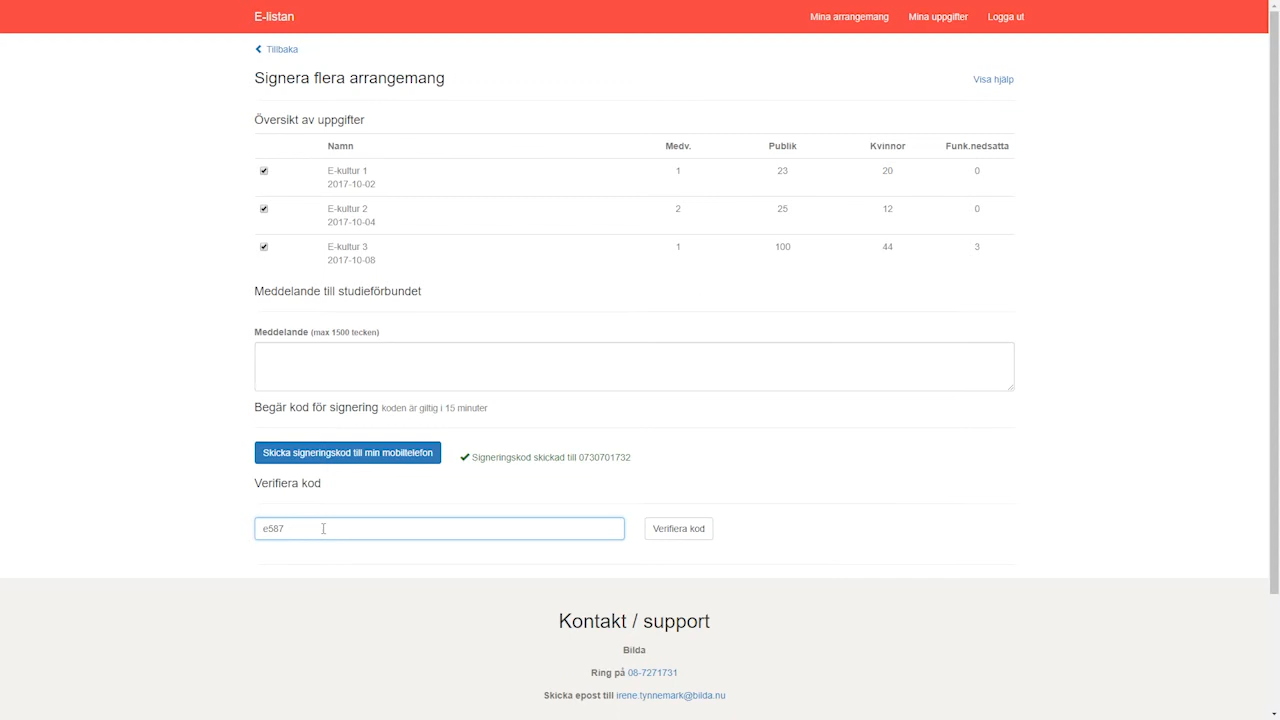 E-listan Mina arrangemang Mina uppgifter Logga ut
Tillbaka
Signera flera arrangemang Visa hjälp
Översikt av uppgifter
Namn Medv. Publik Kvinnor Funk.nedsatta
E-kultur 1 1 23 20 0
2017-10-02
E-kultur 2 2 25 12 0
2017-10-04
E-kultur 3 1 100 44 3
2017-10-08
Meddelande till studieförbundet
Meddelande (max 1500 tecken)
Begär kod för signering koden är giltig i 15 minuter
Skicka signeringskod till min mobiltelefon Signeringskod skickad till 0730701732
Verifiera kod
e587 Verifiera kod
Kontakt / support
Bilda
Ring på 08-7271731
Skicka epost till irene.tynnemark@bilda.nu